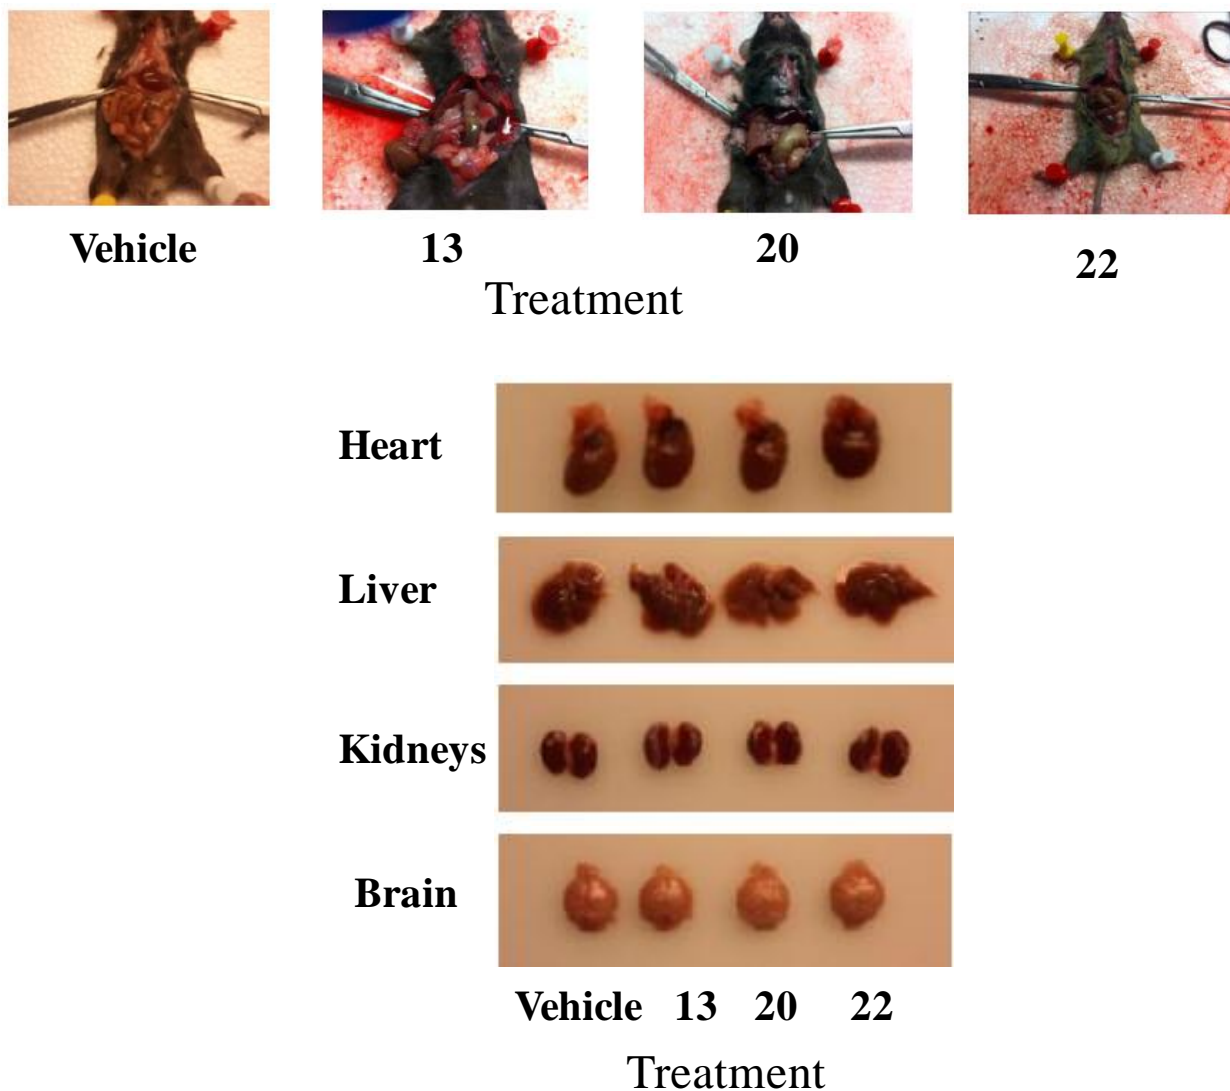 Vehicle 13 20 22
Treatment
Heart
Liver
Kidneys
Brain
Vehicle 13 20 22
Treatment